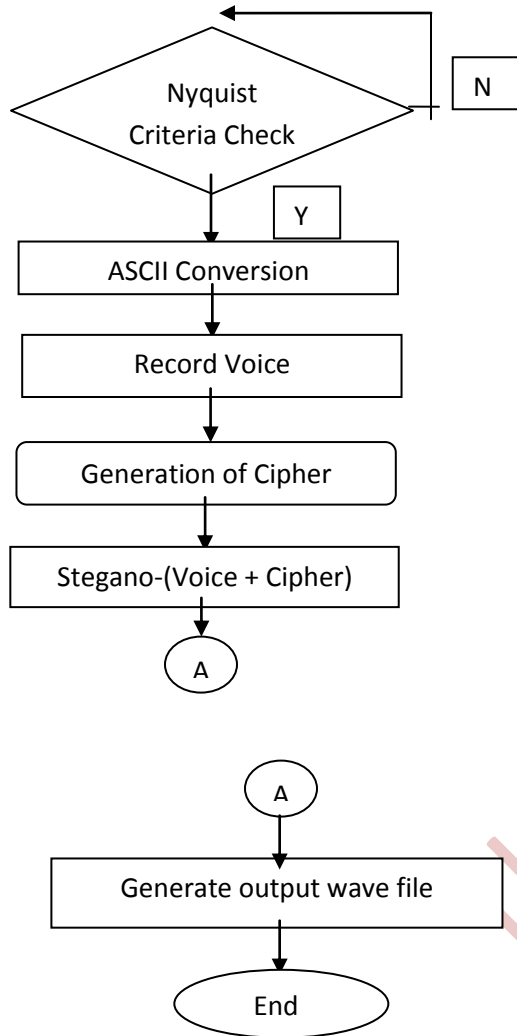 Nyquist
Criteria Check
N
Y
ASCII Conversion
Record Voice
Generation of Cipher
Stegano-(Voice + Cipher)
A
A
Generate output wave file
End